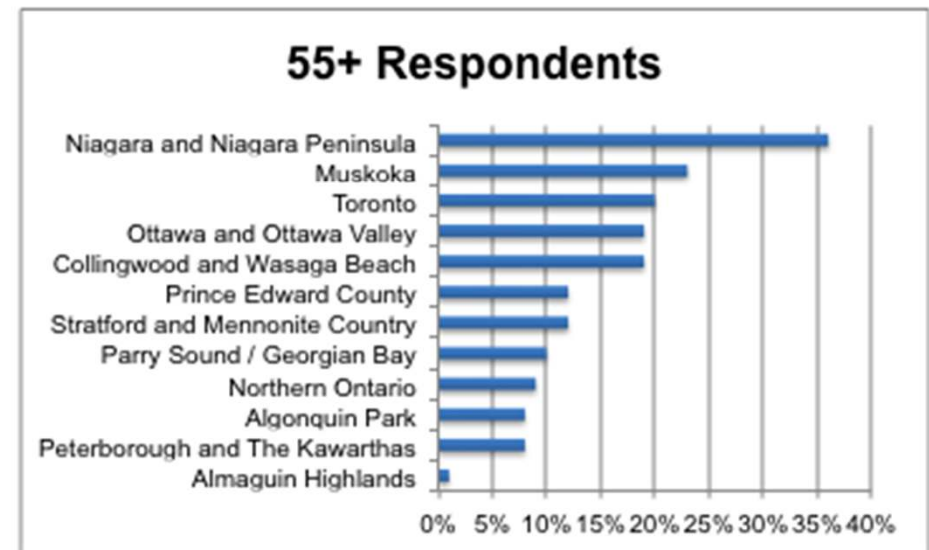 55+ Respondents
Niagara and Niagara Peninsula
Muskoka
Toronto
Ottawa and Ottawa Valley
Collingwood and Wasaga Beach
Prince Edward County
Stratford and Mennonite Country
Parry Sound / Georgian Bay
Northern Ontario
Algonquin Park
Peterborough and The Kawarthas
Almaguin Highlands
0% 5% 10% 15% 20% 25% 30% 35% 40%